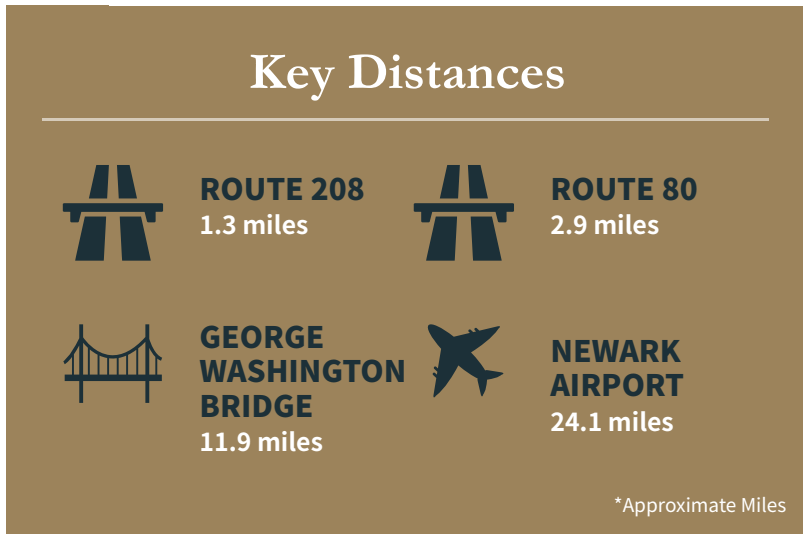 Key Distances
ROUTE 208
1.3 miles
ROUTE 80
2.9 miles
GEORGE
WASHINGTON
BRIDGE
11.9 miles
NEWARK
AIRPORT
24.1 miles
*Approximate Miles